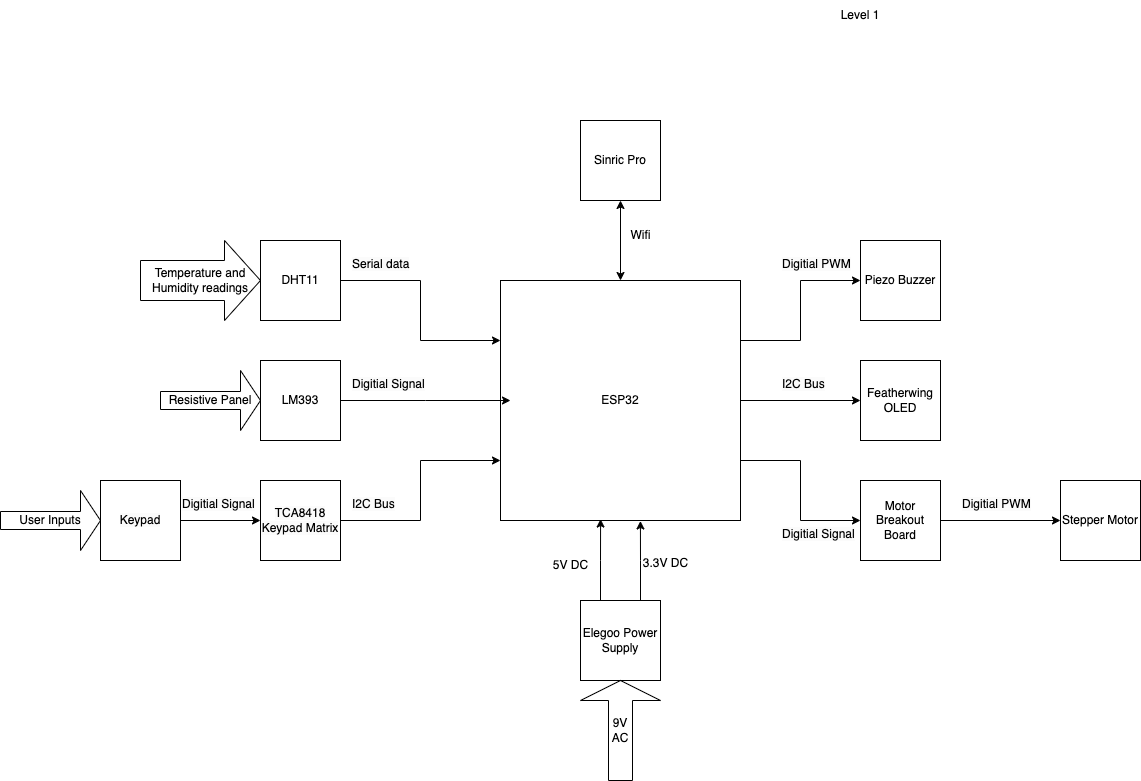 Level 1
Sinric Pro
Wifi
Temperature and
Humidity readings
DHT11
Serial data
Digitial PWM
Piezo Buzzer
Resistive Panel
LM393
Digitial Signal
ESP32
I2C Bus
Featherwing
OLED
User Inputs
Keypad
Digitial Signal
TCA8418
Keypad Matrix
I2C Bus
Digitial Signal
Motor
Breakout
Board
Digitial PWM
Stepper Motor
5V DC
3.3V DC
Elegoo Power
Supply
9V
AC